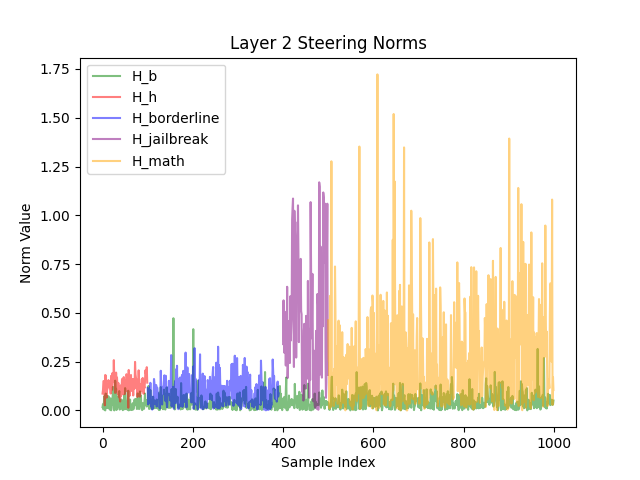 Layer 2 Steering Norms
H_b
H_h
H_borderline
H_jailbreak
H_math
Norm Value
1.75
1.50
1.25
1.00
0.75
0.50
0.25
0.00
0
200
400
600
800
1000
Sample Index